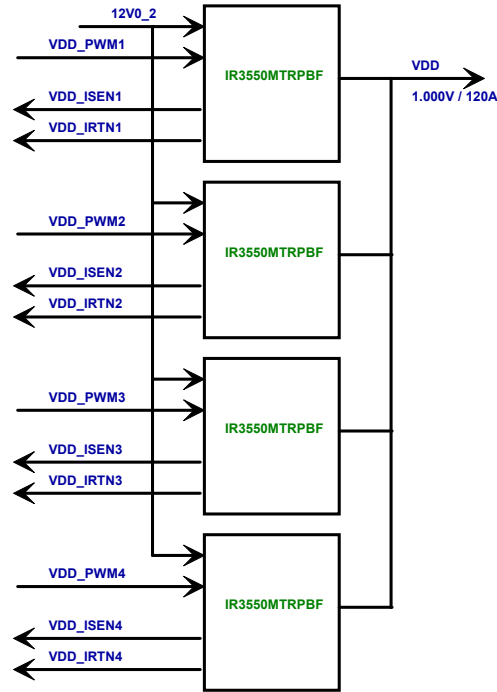 12V0_2
VDD_PWM1
IR3550MTRPBF
VDD
VDD_ISEN1
1.000V / 120A
VDD_IRTN1
VDD_PWM2
IR3550MTRPBF
VDD_ISEN2
VDD_IRTN2
VDD_PWM3
IR3550MTRPBF
VDD_ISEN3
VDD_IRTN3
VDD_PWM4
IR3550MTRPBF
VDD_ISEN4
VDD_IRTN4